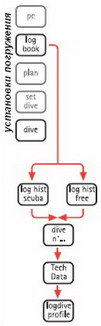 установки погружения
pc
log
book
plan
set
dive
dive
log hist
scuba
log hist
free
dive
n°...
Tech
Data
logdive
profile